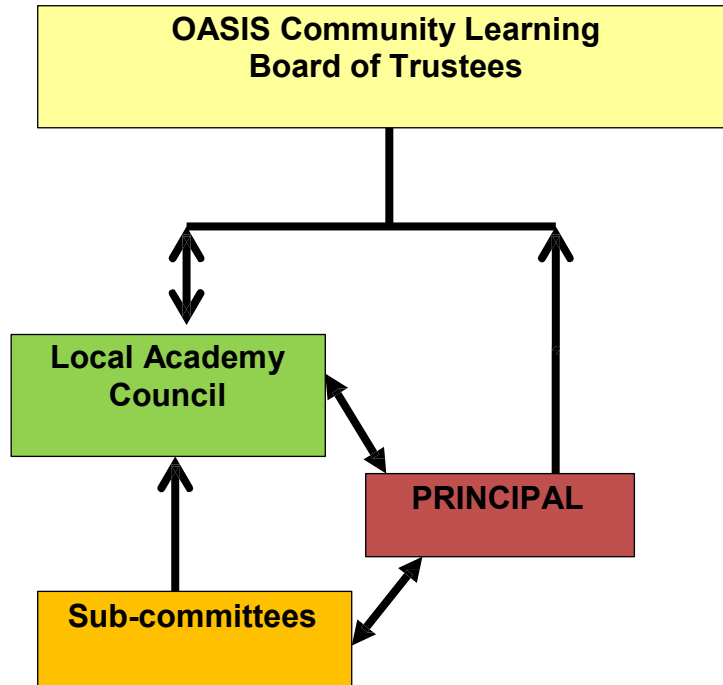 OASIS Community Learning
Board of Trustees
Local Academy
Council
PRINCIPAL
Sub-committees